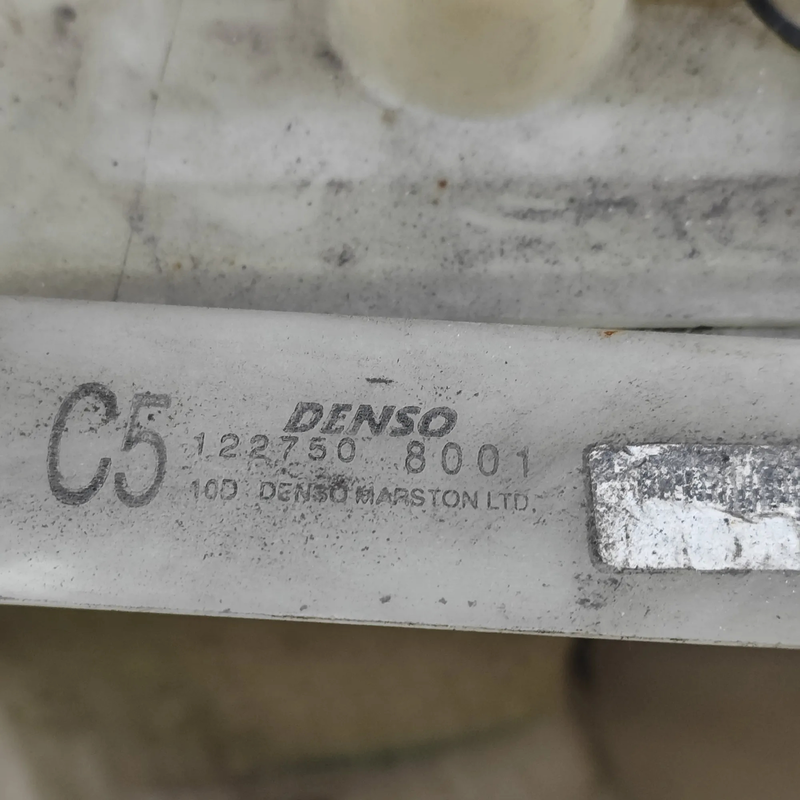 C5
DENSO
122750 8001
10D DENSO MARSTON LTD.